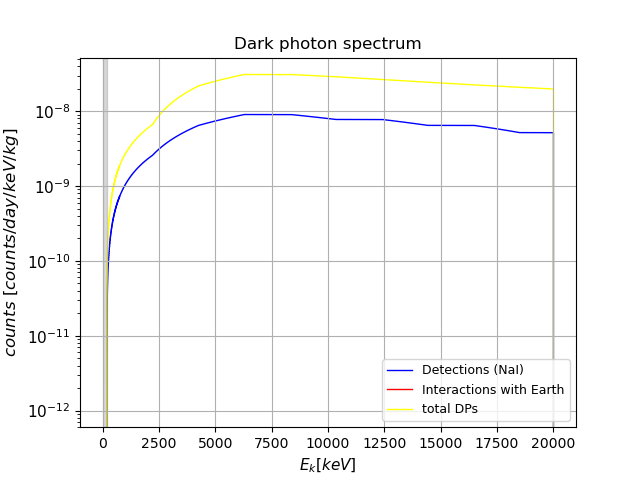 Dark photon spectrum
counts [counts/day/keV/kg]
10⁻⁸
10⁻⁹
10⁻¹⁰
10⁻¹¹
10⁻¹²
Detections (NaI)
Interactions with Earth
total DPs
0 2500 5000 7500 10000 12500 15000 17500 20000
Eₖ[keV]